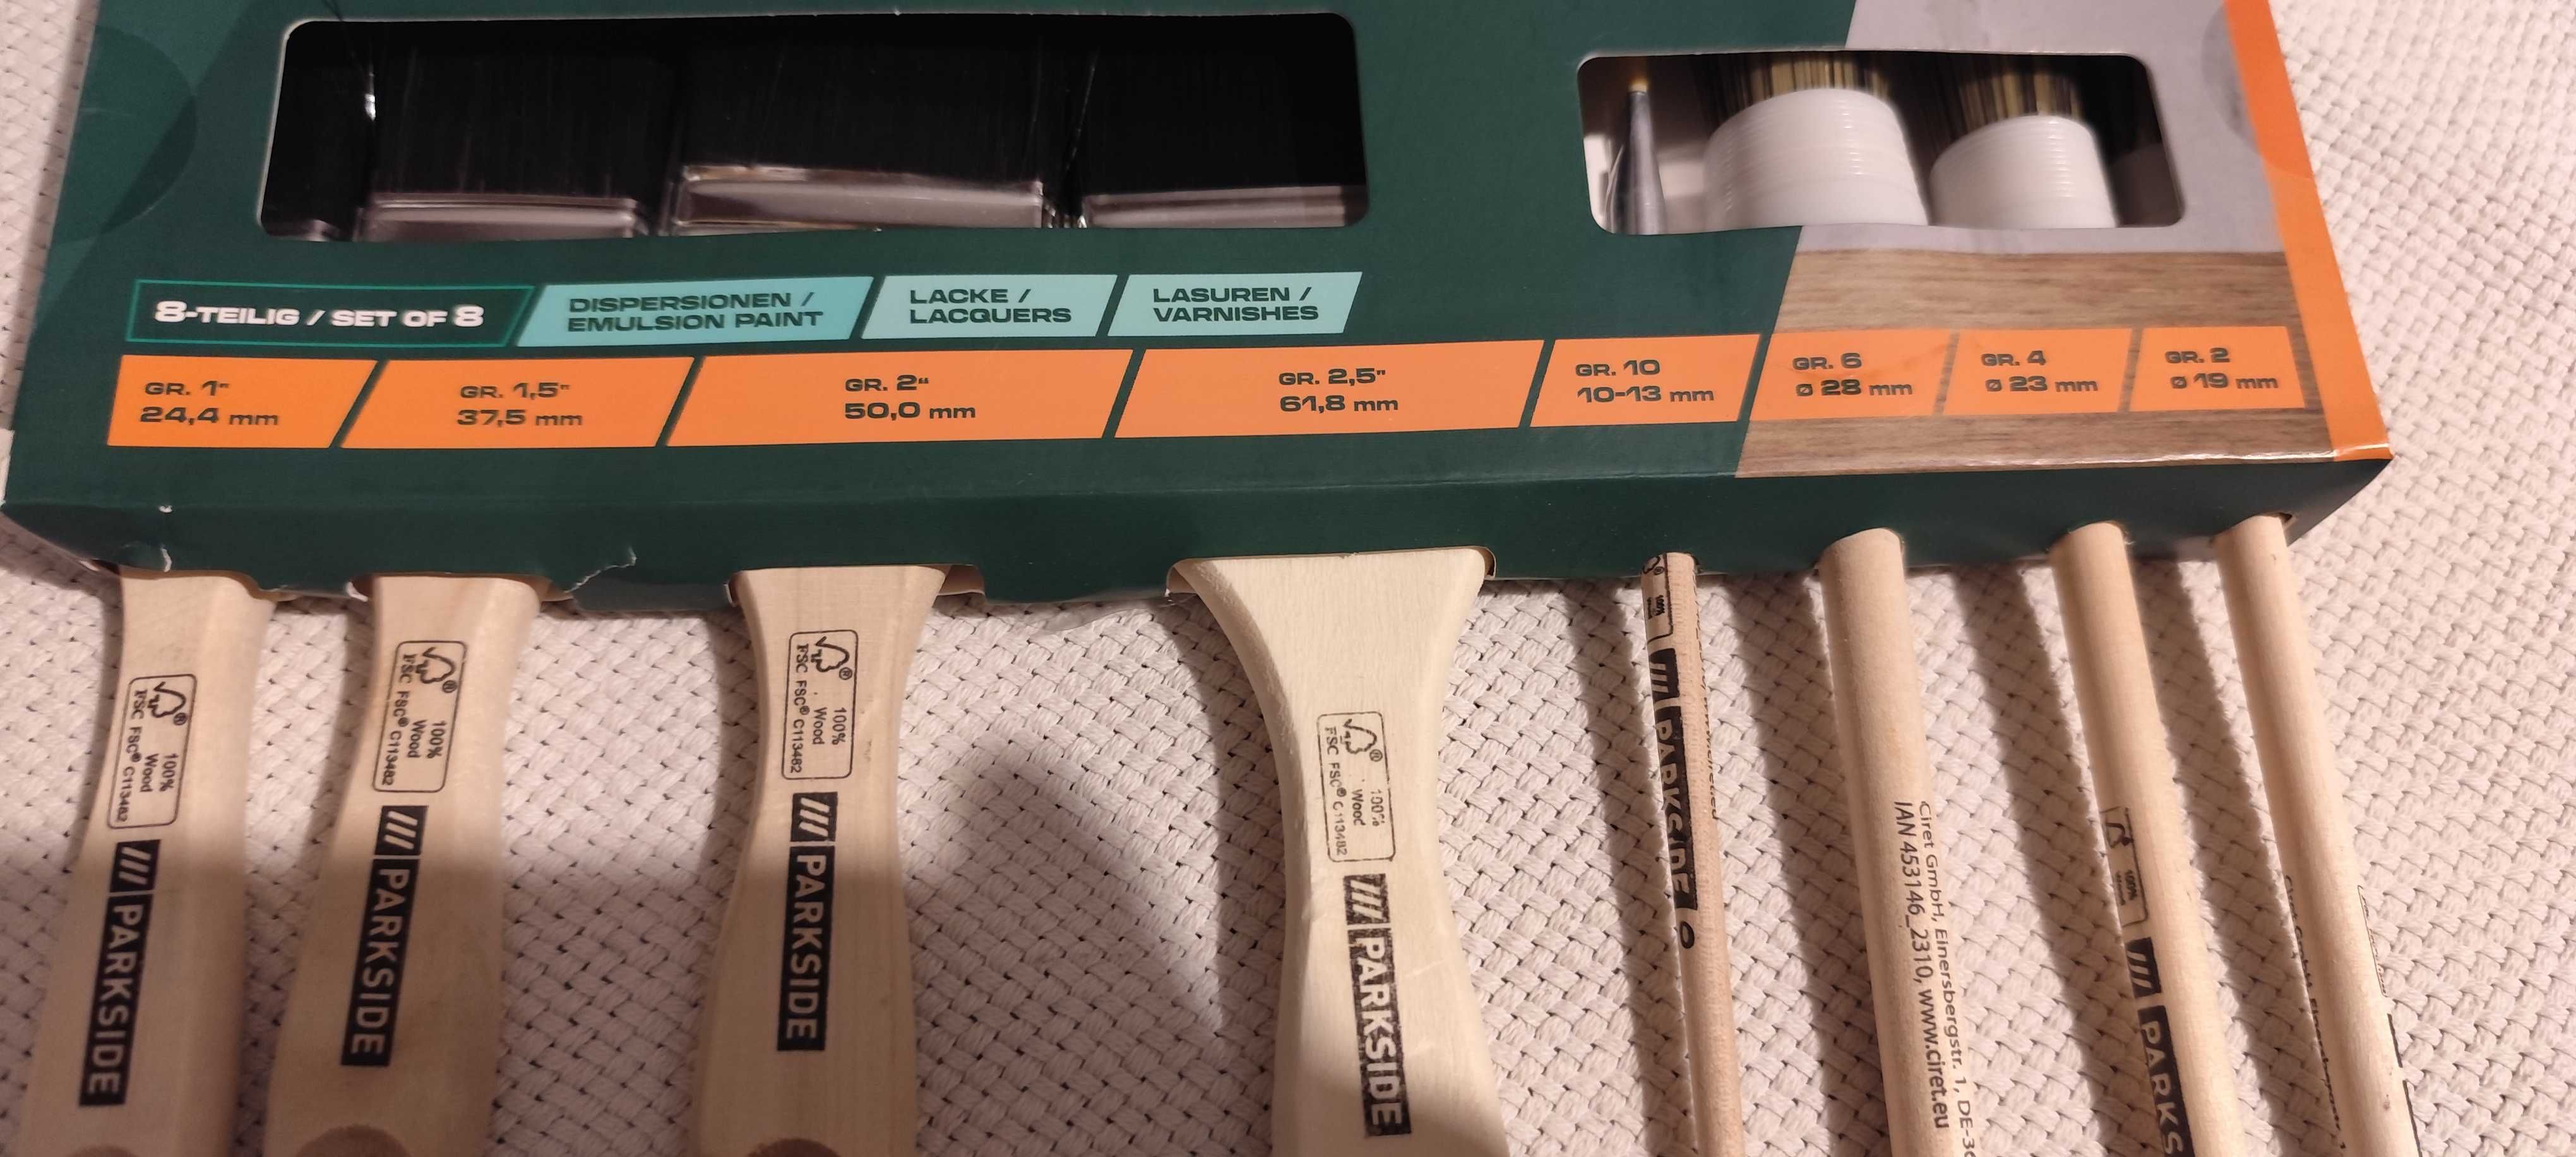 8-TEILIG / SET OF 8
DISPERSIONEN /
EMULSION PAINT
LACKE /
LACQUERS
LASUREN /
VARNISHES
GR. 1"
24,4 mm
GR. 1,5"
37,5 mm
GR. 2“
50,0 mm
GR. 2,5"
61,8 mm
GR. 10
10-13 mm
GR. 6
ø 28 mm
GR. 4
ø 23 mm
GR. 2
ø 19 mm
FSC
100%
Wood
FSC® C113482
PARKSIDE
FSC
100%
Wood
FSC® C113482
PARKSIDE
FSC
100%
Wood
FSC® C113482
PARKSIDE
FSC
100%
Wood
FSC® C113482
PARKSIDE
100%
PARKSIDE
Ciret GmbH, Einersbergstr. 1, DE-
IAN 453146_2310, www.ciret.eu
100%
PARKS